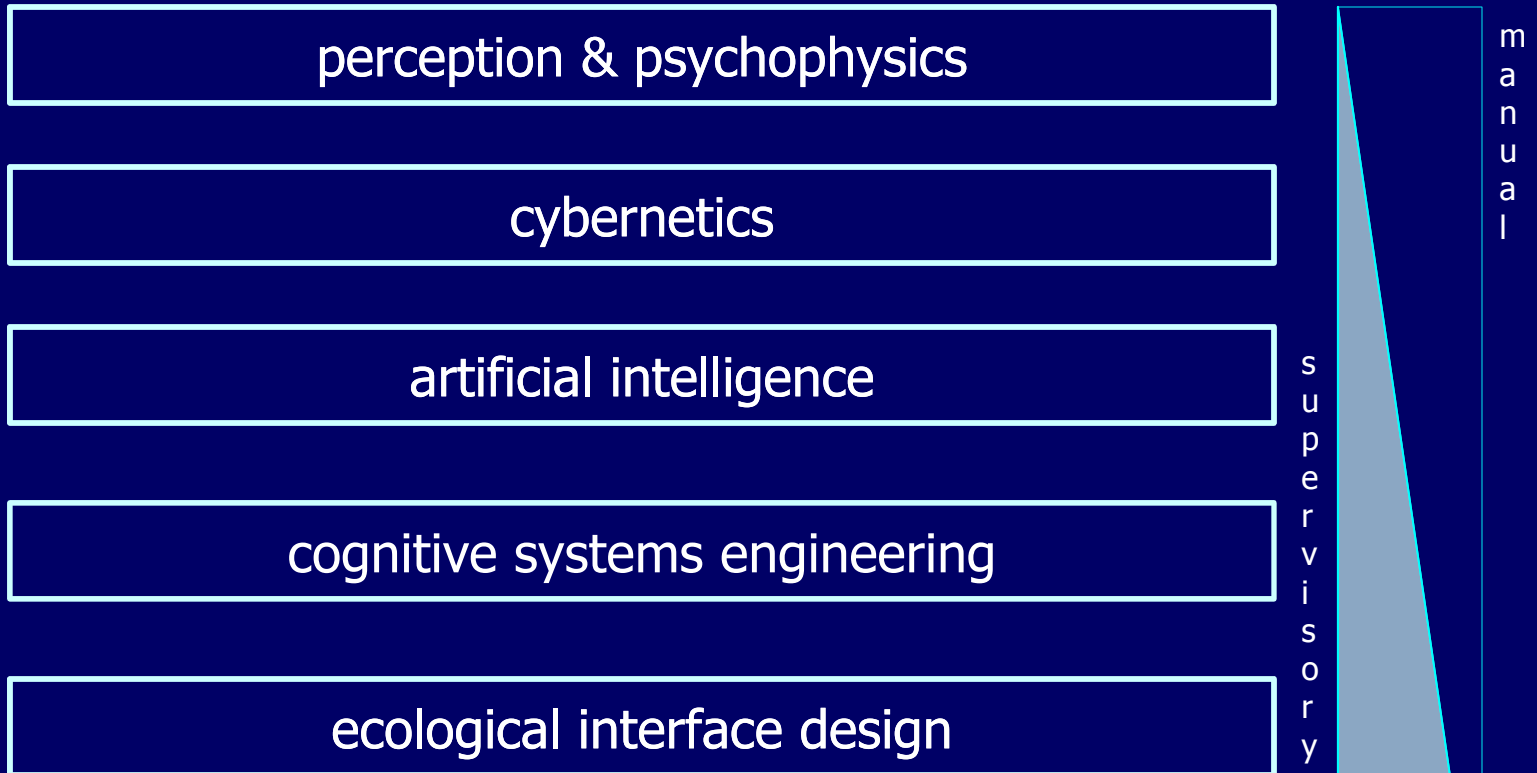 perception & psychophysics
cybernetics
artificial intelligence
cognitive systems engineering
ecological interface design
supervisory
manual